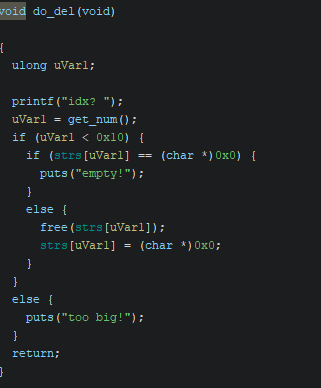 void do_del(void)
{
ulong uVar1;
printf("idx? ");
uVar1 = get_num();
if (uVar1 < 0x10) {
if (strs[uVar1] == (char *)0x0) {
puts("empty!");
}
else {
free(strs[uVar1]);
strs[uVar1] = (char *)0x0;
}
}
else {
puts("too big!");
}
return;
}